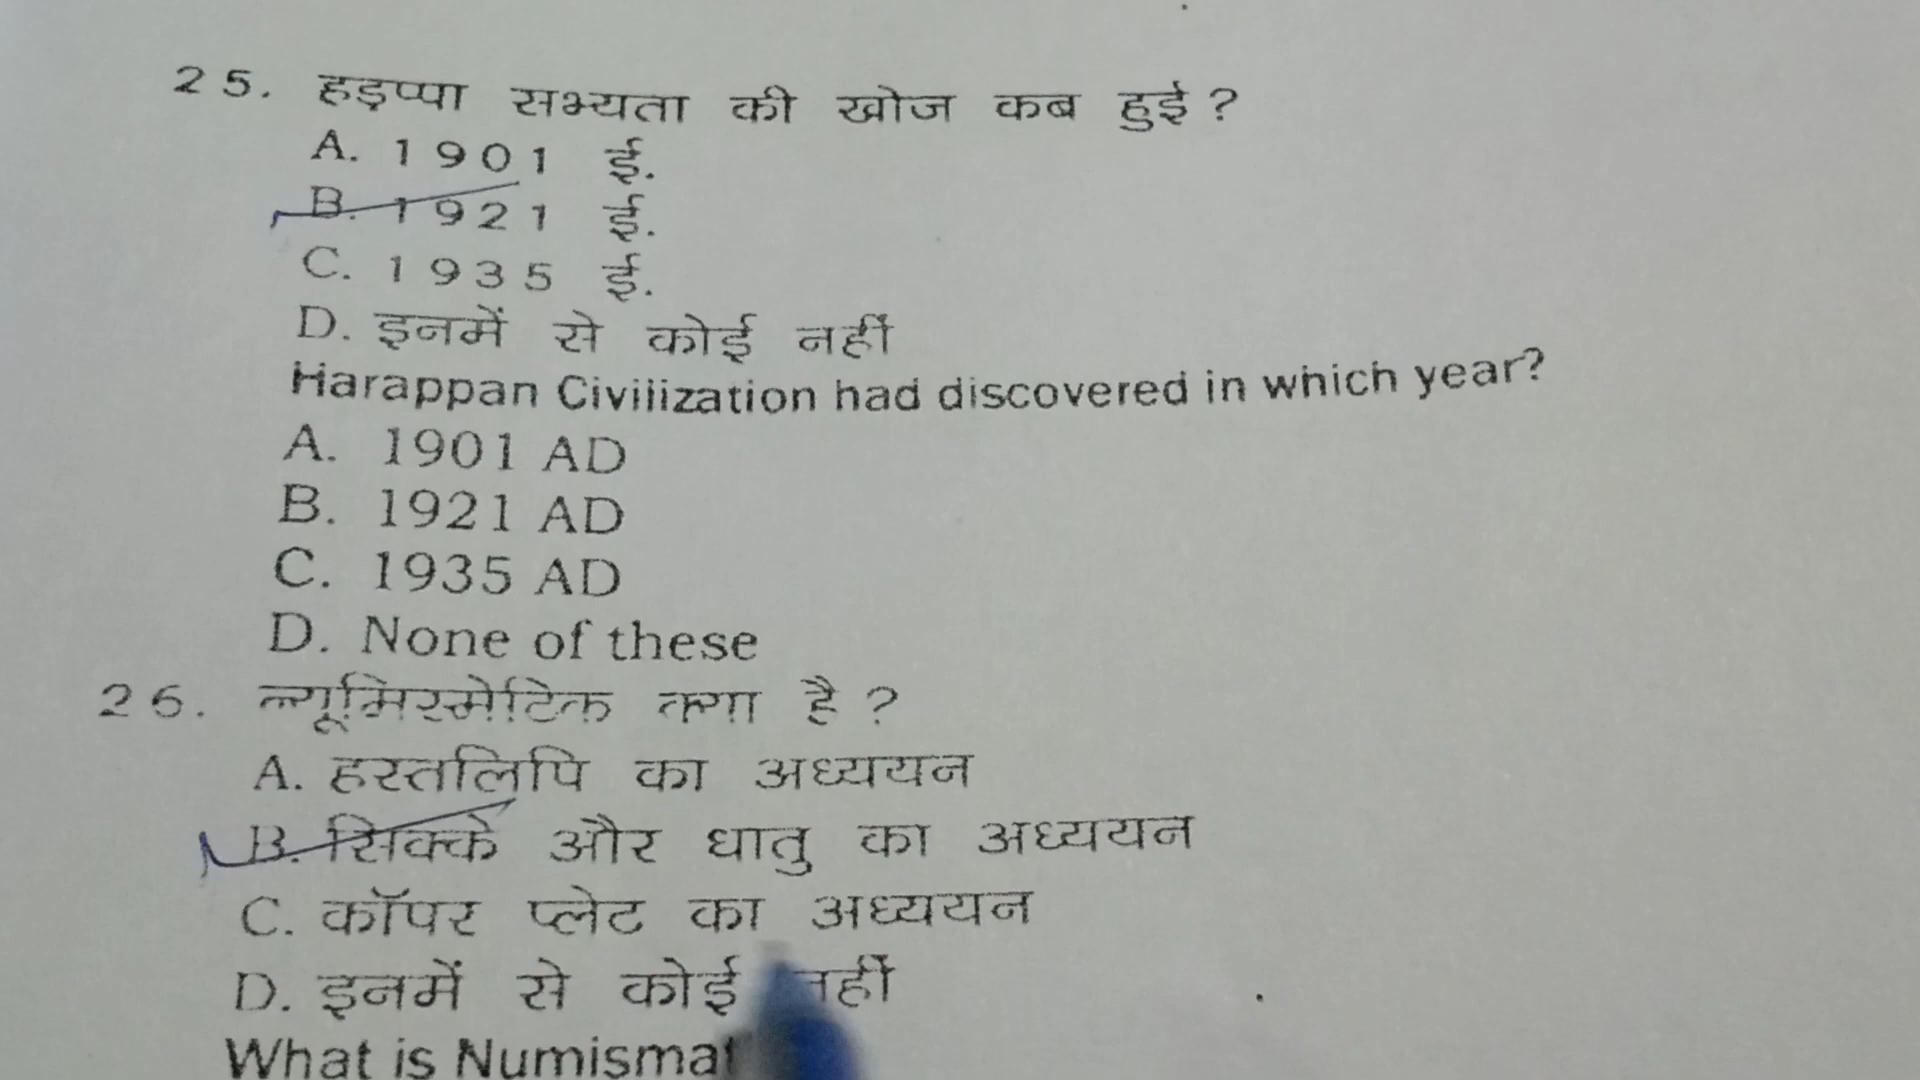 25. हड़प्पा सभ्यता की खोज कब हुई ?
A. 1901 ई.
B. 1921 ई.
C. 1935 ई.
D. इनमें से कोई नहीं
Harappan Civilization had discovered in which year?
A. 1901 AD
B. 1921 AD
C. 1935 AD
D. None of these
26. न्यूमिस्मेटिक क्या है ?
A. हस्तलिपि का अध्ययन
B. सिक्के और धातु का अध्ययन
C. कॉपर प्लेट का अध्ययन
D. इनमें से कोई नहीं
What is